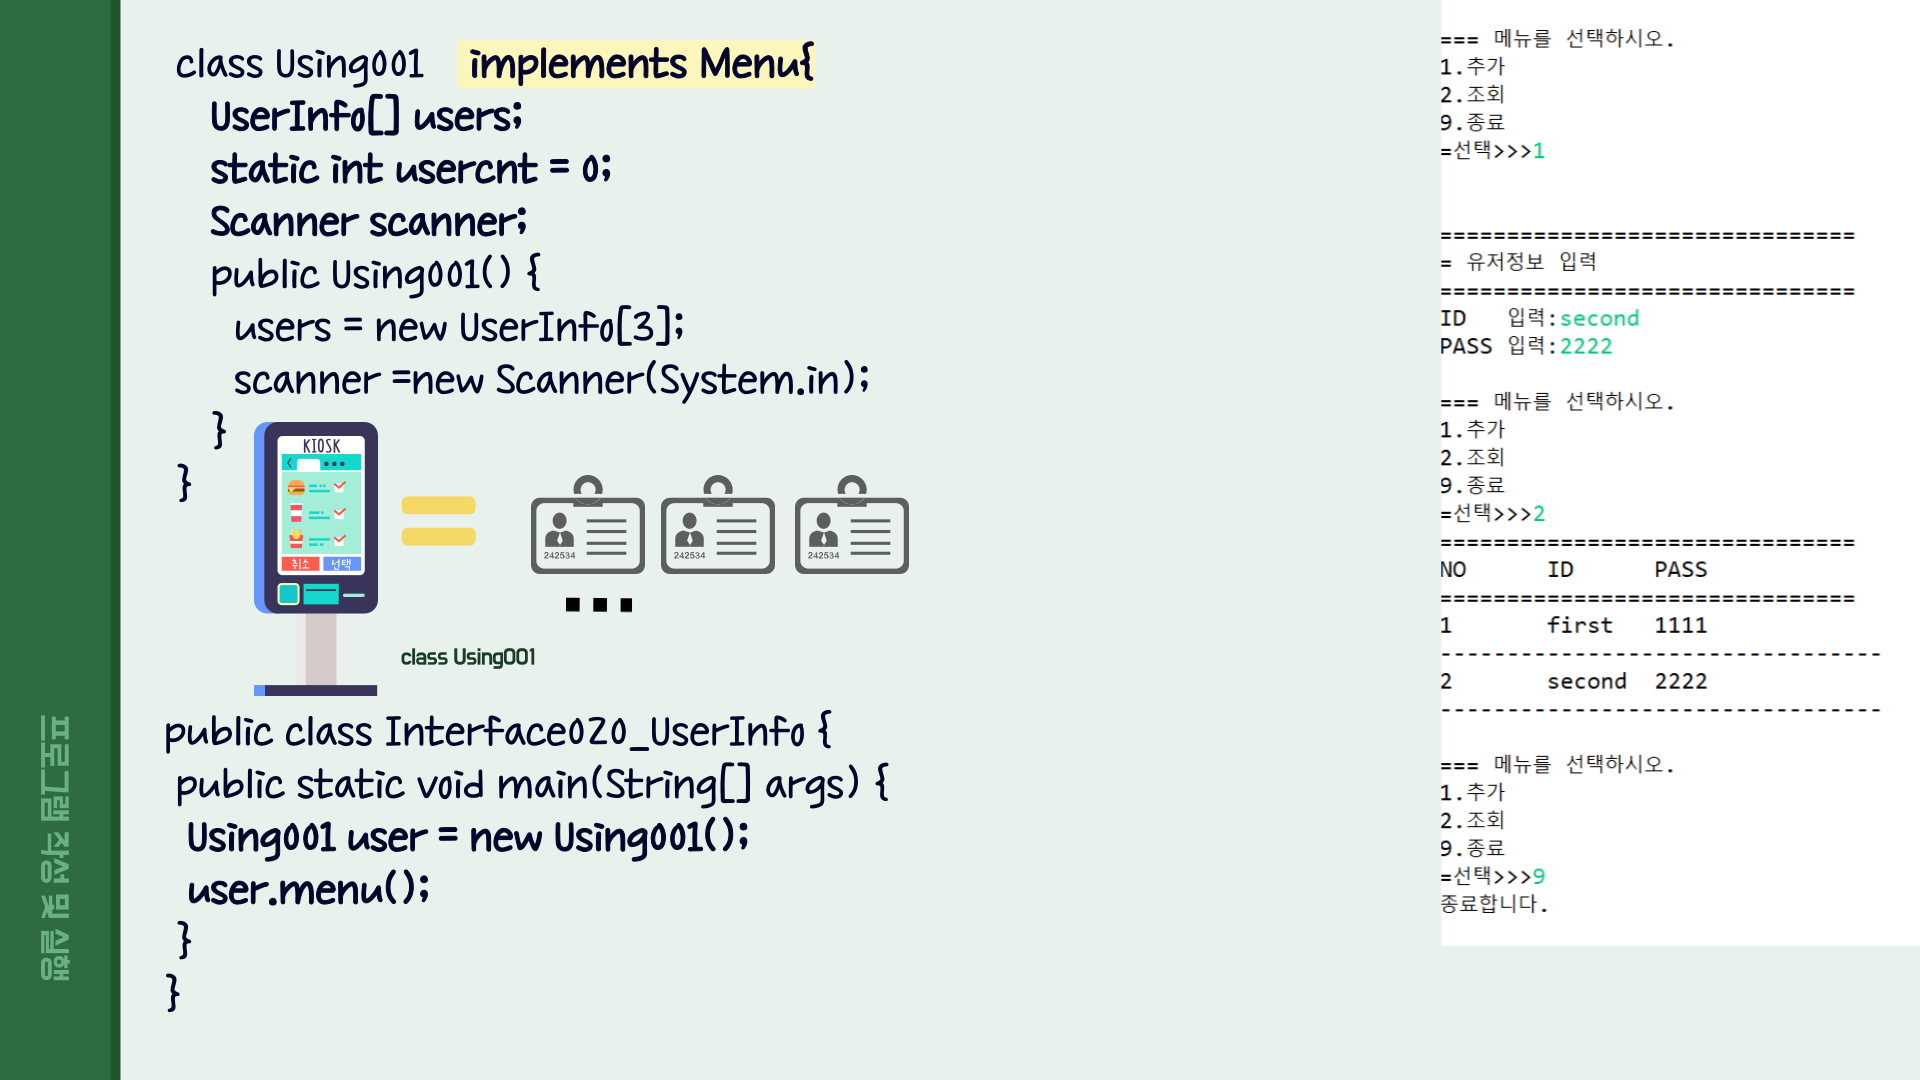 class Using001 implements Menu{
UserInfo[] users;
static int usercnt = 0;
Scanner scanner;
public Using001() {
users = new UserInfo[3];
scanner =new Scanner(System.in);
}
}
KIOSK
취소 선택
242534
242534
242534
...
class Using001
public class Interface020_UserInfo {
public static void main(String[] args) {
Using001 user = new Using001();
user.menu();
}
}
프로그램 작성 및 실행
=== 메뉴를 선택하시오.
1.추가
2.조회
9.종료
=선택>>>1
===============================
= 유저정보 입력
===============================
ID 입력:second
PASS 입력:2222
=== 메뉴를 선택하시오.
1.추가
2.조회
9.종료
=선택>>>2
===============================
NO ID PASS
===============================
1 first 1111
---------------------------------
2 second 2222
---------------------------------
=== 메뉴를 선택하시오.
1.추가
2.조회
9.종료
=선택>>>9
종료합니다.